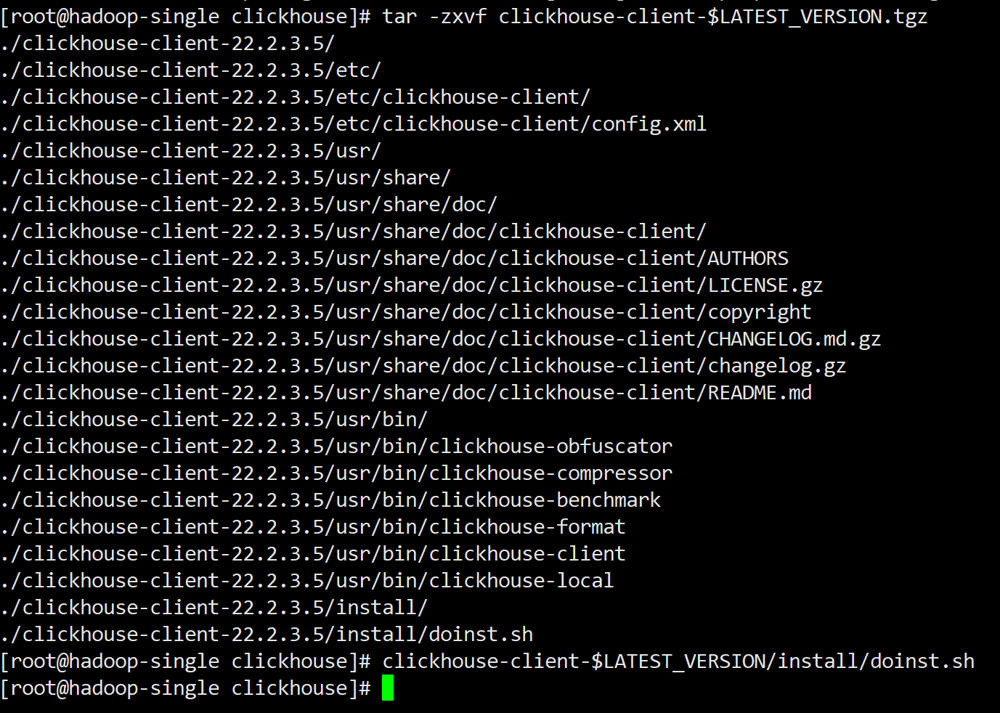 [root@hadoop-single clickhouse]# tar -zxvf clickhouse-client-$LATEST_VERSION.tgz
./clickhouse-client-22.2.3.5/
./clickhouse-client-22.2.3.5/etc/
./clickhouse-client-22.2.3.5/etc/clickhouse-client/
./clickhouse-client-22.2.3.5/etc/clickhouse-client/config.xml
./clickhouse-client-22.2.3.5/usr/
./clickhouse-client-22.2.3.5/usr/share/
./clickhouse-client-22.2.3.5/usr/share/doc/
./clickhouse-client-22.2.3.5/usr/share/doc/clickhouse-client/
./clickhouse-client-22.2.3.5/usr/share/doc/clickhouse-client/AUTHORS
./clickhouse-client-22.2.3.5/usr/share/doc/clickhouse-client/LICENSE.gz
./clickhouse-client-22.2.3.5/usr/share/doc/clickhouse-client/copyright
./clickhouse-client-22.2.3.5/usr/share/doc/clickhouse-client/CHANGELOG.md.gz
./clickhouse-client-22.2.3.5/usr/share/doc/clickhouse-client/changelog.gz
./clickhouse-client-22.2.3.5/usr/share/doc/clickhouse-client/README.md
./clickhouse-client-22.2.3.5/usr/bin/
./clickhouse-client-22.2.3.5/usr/bin/clickhouse-obfuscator
./clickhouse-client-22.2.3.5/usr/bin/clickhouse-compressor
./clickhouse-client-22.2.3.5/usr/bin/clickhouse-benchmark
./clickhouse-client-22.2.3.5/usr/bin/clickhouse-format
./clickhouse-client-22.2.3.5/usr/bin/clickhouse-client
./clickhouse-client-22.2.3.5/usr/bin/clickhouse-local
./clickhouse-client-22.2.3.5/install/
./clickhouse-client-22.2.3.5/install/doinst.sh
[root@hadoop-single clickhouse]# clickhouse-client-$LATEST_VERSION/install/doinst.sh
[root@hadoop-single clickhouse]#